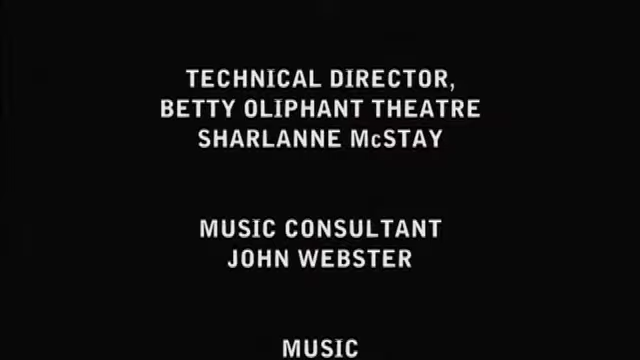 TECHNICAL DIRECTOR,
BETTY OLIPHANT THEATRE
SHARLANNE McSTAY
MUSIC CONSULTANT
JOHN WEBSTER
MUSIC